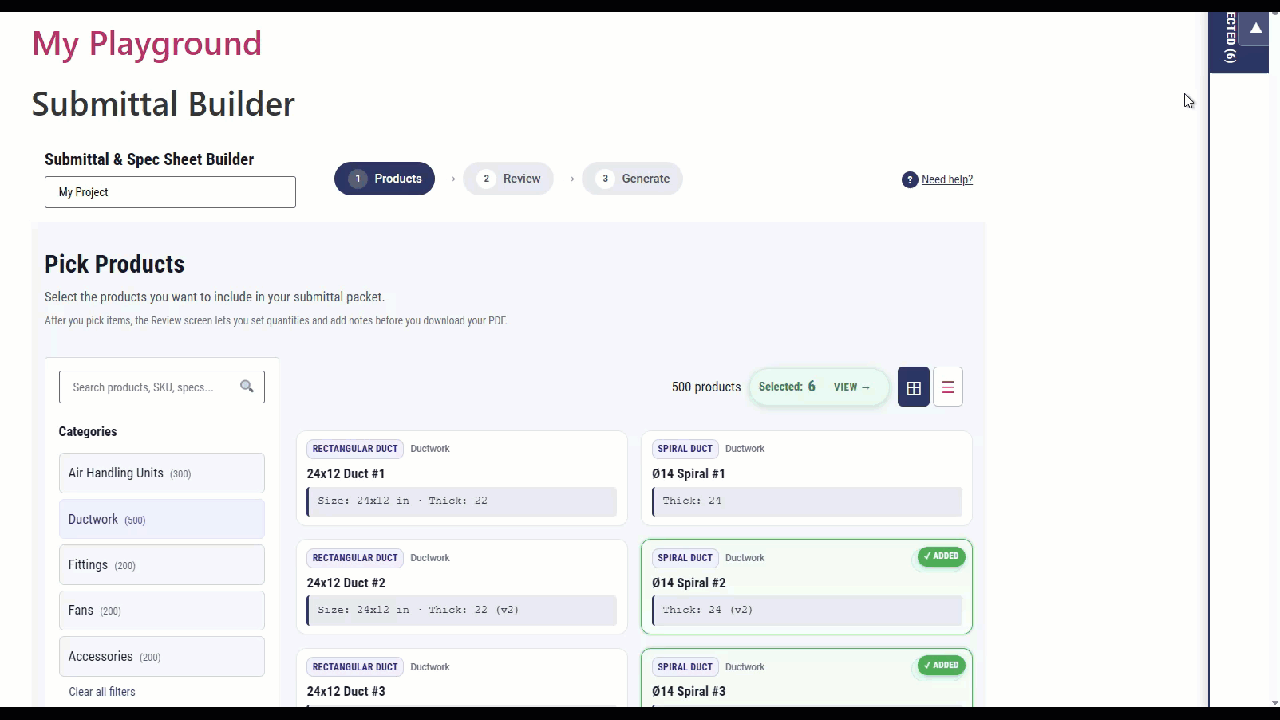 My Playground
Submittal Builder
Submittal & Spec Sheet Builder
My Project
1 Products
›
2 Review
›
3 Generate
? Need help?
Pick Products
Select the products you want to include in your submittal packet.
After you pick items, the Review screen lets you set quantities and add notes before you download your PDF.
Search products, SKU, specs...
Categories
Air Handling Units (300)
Ductwork (500)
Fittings (200)
Fans (200)
Accessories (200)
Clear all filters
500 products
Selected: 6 VIEW →
RECTANGULAR DUCT Ductwork
24x12 Duct #1
Size: 24x12 in · Thick: 22
SPIRAL DUCT Ductwork
Ø14 Spiral #1
Thick: 24
RECTANGULAR DUCT Ductwork
24x12 Duct #2
Size: 24x12 in · Thick: 22 (v2)
SPIRAL DUCT Ductwork
✓ ADDED
Ø14 Spiral #2
Thick: 24 (v2)
RECTANGULAR DUCT Ductwork
24x12 Duct #3
SPIRAL DUCT Ductwork
✓ ADDED
Ø14 Spiral #3
ECTED (6)
▲